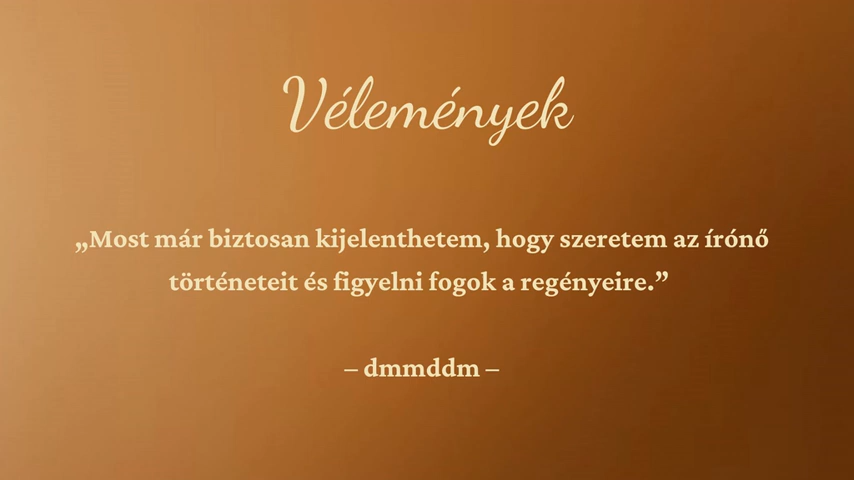 Vélemények
„Most már biztosan kijelenthetem, hogy szeretem az írónő
történeteit és figyelni fogok a regényeire.”
– dmmddm –